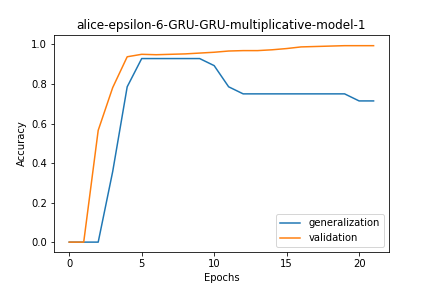 alice-epsilon-6-GRU-GRU-multiplicative-model-1
1.0
0.8
0.6
0.4
0.2
0.0
Accuracy
generalization
validation
0 5 10 15 20
Epochs